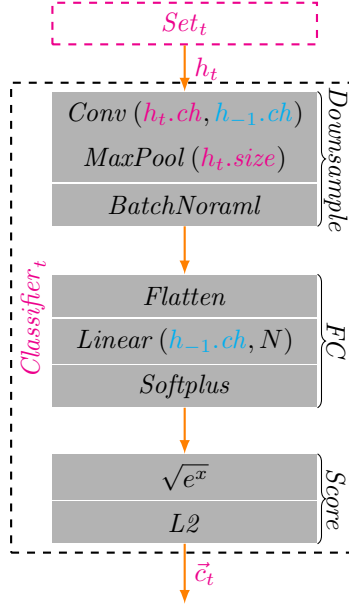 Set_t
h_t
Conv (h_t.ch, h_{-1}.ch)
MaxPool (h_t.size)
BatchNoraml
Downsample
Classifier_t
Flatten
Linear (h_{-1}.ch, N)
Softplus
FC
√e^x
L2
Score
\vec{c}_t